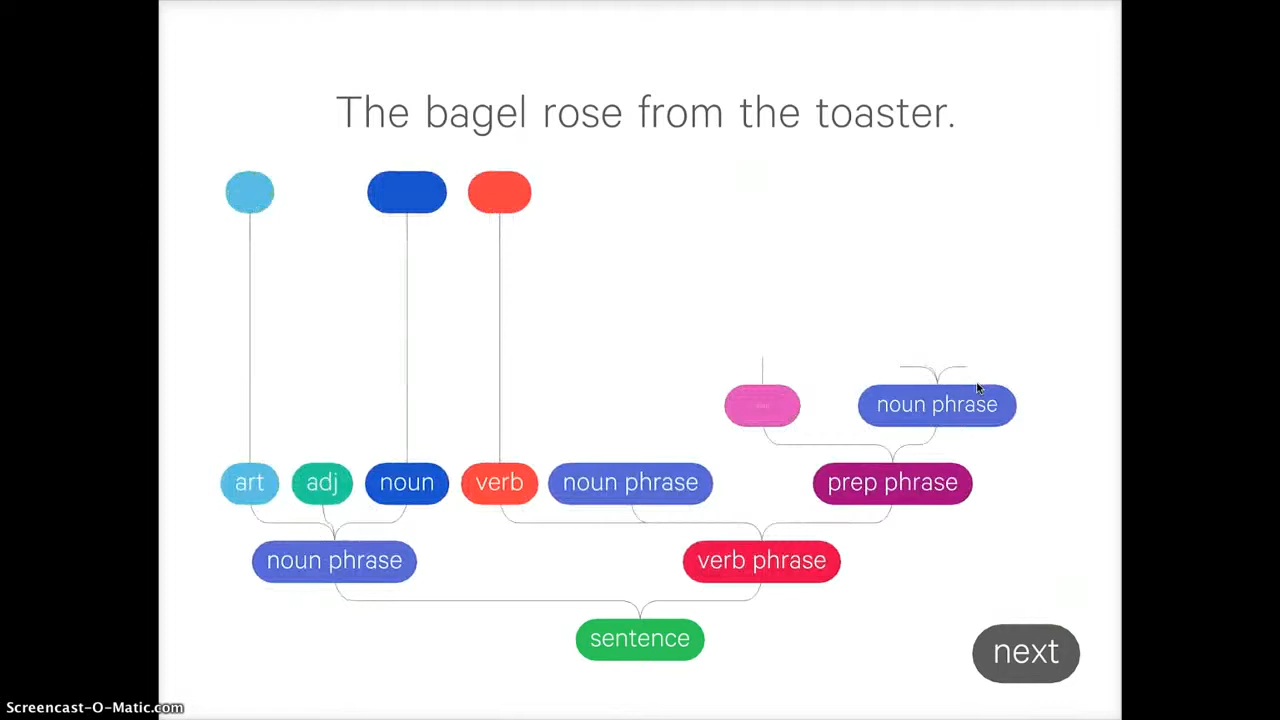 The bagel rose from the toaster.
noun phrase
art adj noun verb noun phrase prep phrase
noun phrase verb phrase
sentence
next
Screencast-O-Matic.com